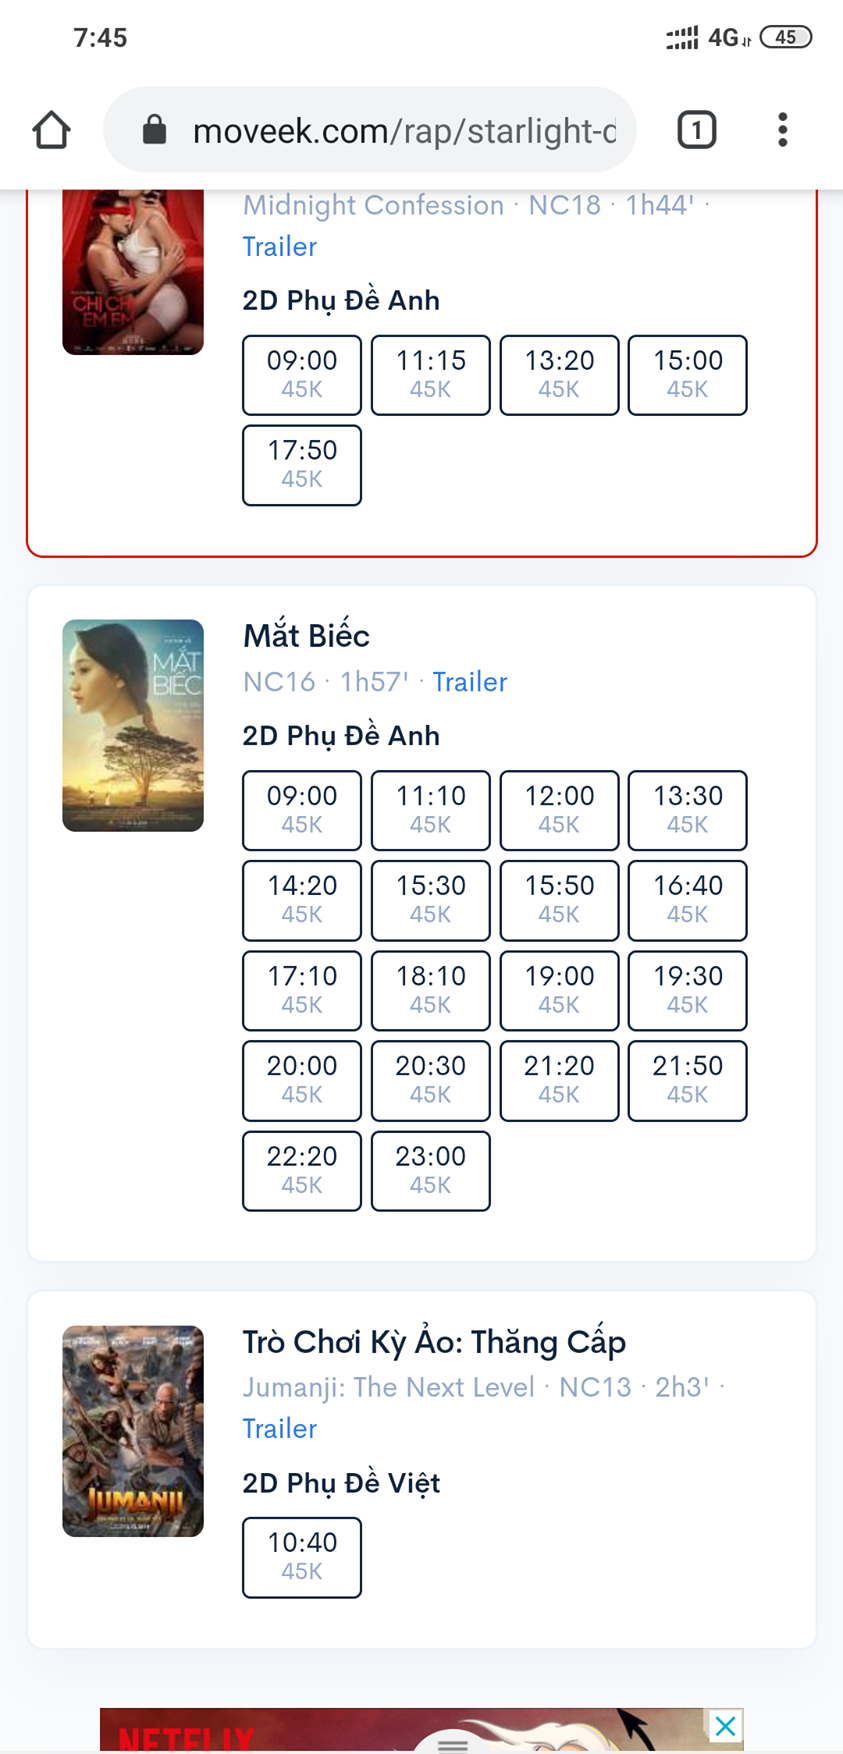 7:45
4G 45
moveek.com/rap/starlight-d
1
Midnight Confession · NC18 · 1h44' ·
Trailer
CHỊ CHỊ
EM EM
2D Phụ Đề Anh
09:00 11:15 13:20 15:00
45K 45K 45K 45K
17:50
45K
Mắt Biếc
MẮT
BIẾC
NC16 · 1h57' · Trailer
2D Phụ Đề Anh
09:00 11:10 12:00 13:30
45K 45K 45K 45K
14:20 15:30 15:50 16:40
45K 45K 45K 45K
17:10 18:10 19:00 19:30
45K 45K 45K 45K
20:00 20:30 21:20 21:50
45K 45K 45K 45K
22:20 23:00
45K 45K
Trò Chơi Kỳ Ảo: Thăng Cấp
Jumanji: The Next Level · NC13 · 2h3' ·
Trailer
JUMANJI
2D Phụ Đề Việt
10:40
45K
NETFLIX